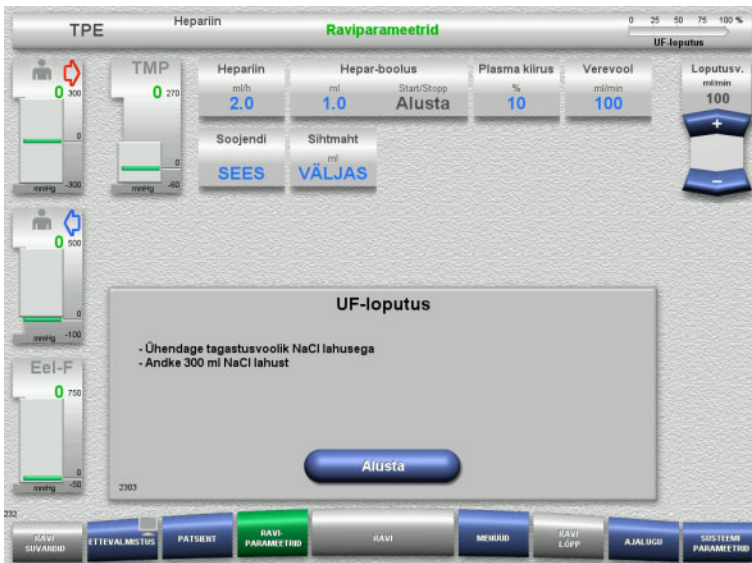 TPE
Hepariin
Raviparameetrid
0 25 50 75 100 %
UF-loputus
0 300
0
mmHg -300
TMP
0 270
0
mmHg -60
Hepariin
ml/h
2.0
Hepar-boolus
ml Start/Stopp
1.0 Alusta
Plasma kiirus
%
10
Verevool
ml/min
100
Loputusv.
ml/min
100
+
−
Soojendi
SEES
Sihtmaht
ml
VÄLJAS
0 500
0
mmHg -100
Eel-F
0 750
0
mmHg -50
UF-loputus
- Ühendage tagastusvoolik NaCl lahusega
- Andke 300 ml NaCl lahust
Alusta
2303
232
RAVI
SUVANDID
ETTEVALMISTUS
PATSIENT
RAVI-
PARAMEETRID
RAVI
MENÜÜD
RAVI
LÕPP
AJALUGU
SÜSTEEMI
PARAMEETRID